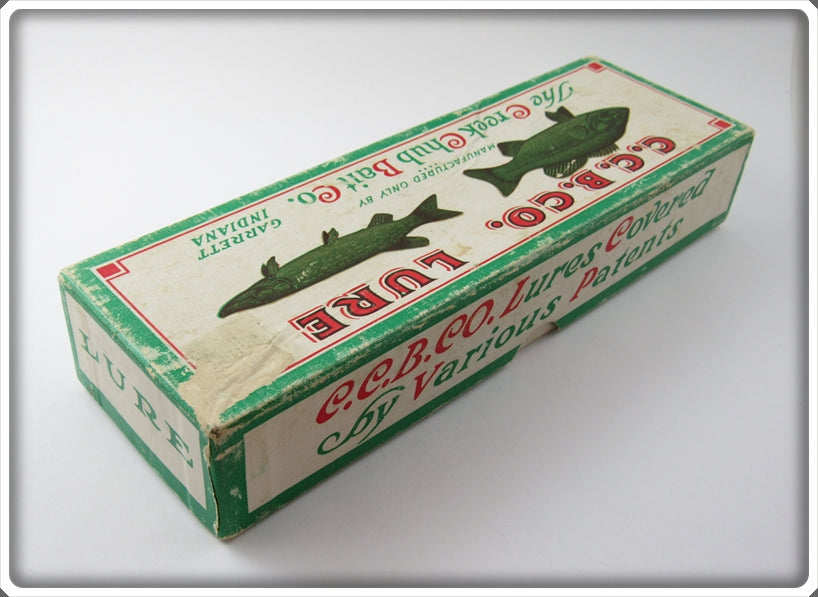 C.C.B.CO. LURE
MANUFACTURED ONLY BY
The Creek Chub Bait Co.
GARRETT
INDIANA
C.C.B.CO. Lures Covered
by Various Patents
LURE